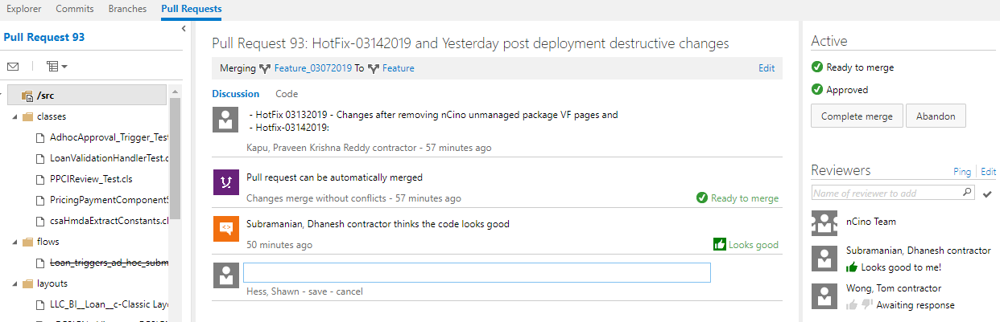 Explorer Commits Branches Pull Requests
Pull Request 93
/src
classes
AdhocApproval_Trigger_Test
LoanValidationHandlerTest.c
PPCIReview_Test.cls
PricingPaymentComponentS
csaHmdaExtractConstants.cl
flows
Loan_triggers_ad_hoc_subm
layouts
LLC_BI__Loan__c-Classic Layo
Pull Request 93: HotFix-03142019 and Yesterday post deployment destructive changes
Merging Feature_03072019 To Feature Edit
Discussion Code
- HotFix 03132019 - Changes after removing nCino unmanaged package VF pages and
- Hotfix-03142019:
Kapu, Praveen Krishna Reddy contractor - 57 minutes ago
Pull request can be automatically merged
Changes merge without conflicts - 57 minutes ago Ready to merge
Subramanian, Dhanesh contractor thinks the code looks good
50 minutes ago Looks good
Hess, Shawn - save - cancel
Active
Ready to merge
Approved
Complete merge Abandon
Reviewers Ping Edit
Name of reviewer to add
nCino Team
Subramanian, Dhanesh contractor
Looks good to me!
Wong, Tom contractor
Awaiting response